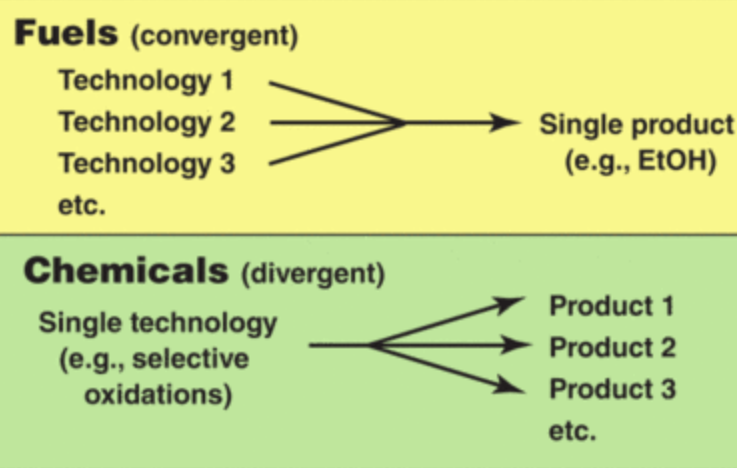 Fuels (convergent)
Technology 1
Technology 2
Technology 3
etc.
Single product
(e.g., EtOH)
Chemicals (divergent)
Single technology
(e.g., selective
oxidations)
Product 1
Product 2
Product 3
etc.